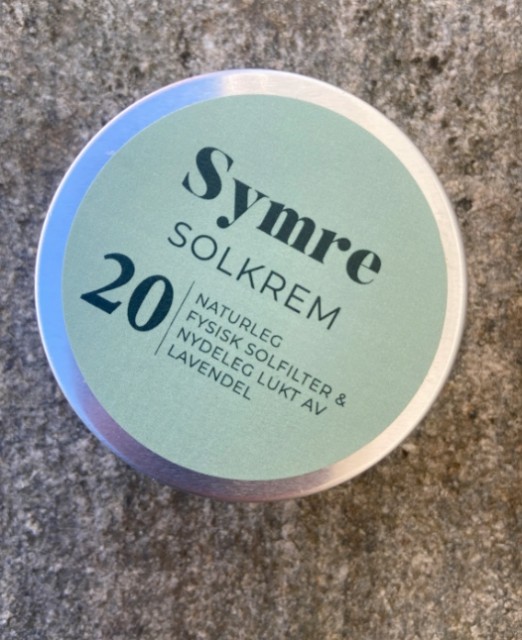 Symre
SOLKREM
20
NATURLEG
FYSISK SOLFILTER &
NYDELEG LUKT AV
LAVENDEL